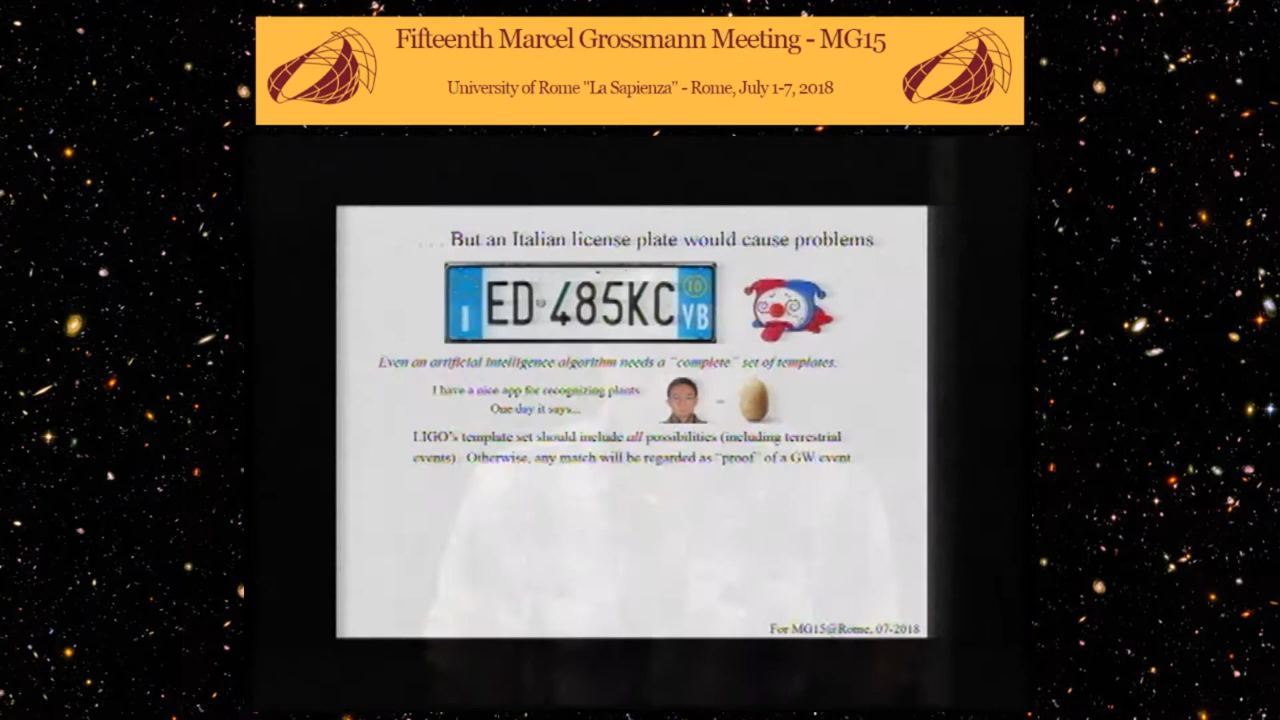 Fifteenth Marcel Grossmann Meeting - MG15
University of Rome "La Sapienza" - Rome, July 1-7, 2018
... But an Italian license plate would cause problems
I ED 485KC 10 VB
Even an artificial intelligence algorithm needs a "complete" set of templates.
I have a nice app for recognizing plants
One day it says...
LIGO's template set should include all possibilities (including terrestrial
events). Otherwise, any match will be regarded as "proof" of a GW event
For MG15@Rome, 07-2018